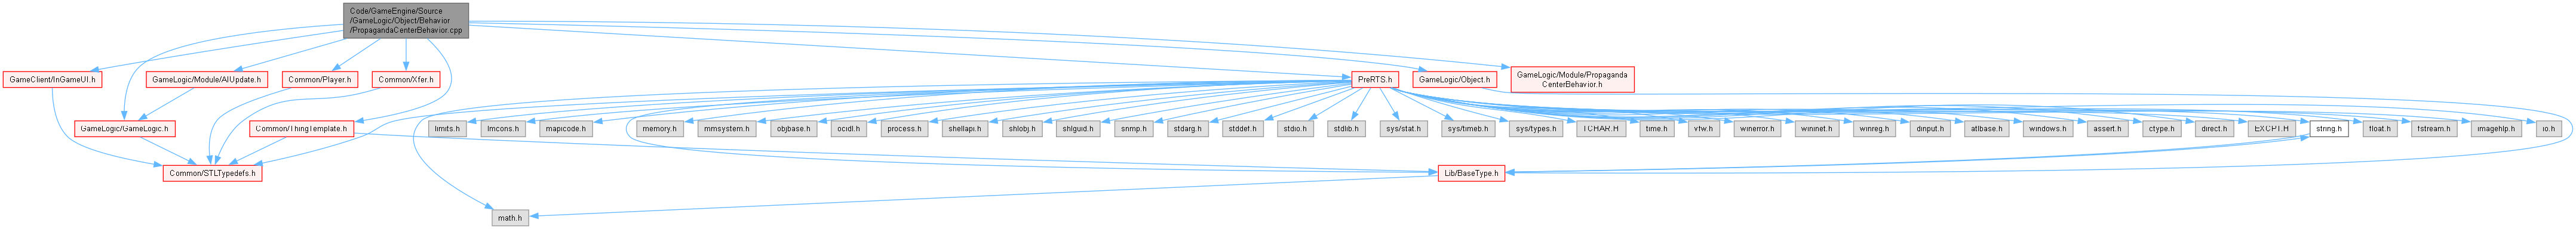 Code/GameEngine/Source
/GameLogic/Object/Behavior
/PropagandaCenterBehavior.cpp
GameClient/InGameUI.h
GameLogic/Module/AIUpdate.h
Common/Player.h
Common/Xfer.h
PreRTS.h
GameLogic/Object.h
GameLogic/Module/Propaganda
CenterBehavior.h
GameLogic/GameLogic.h
Common/ThingTemplate.h
limits.h
lmcons.h
mapicode.h
memory.h
mmsystem.h
objbase.h
ocidl.h
process.h
shellapi.h
shlobj.h
shlguid.h
snmp.h
stdarg.h
stddef.h
stdio.h
stdlib.h
sys/stat.h
sys/timeb.h
sys/types.h
TCHAR.H
time.h
vfw.h
winerror.h
wininet.h
winreg.h
dinput.h
atlbase.h
windows.h
assert.h
ctype.h
direct.h
EXCPT.H
string.h
float.h
fstream.h
imagehlp.h
io.h
Common/STLTypedefs.h
Lib/BaseType.h
math.h